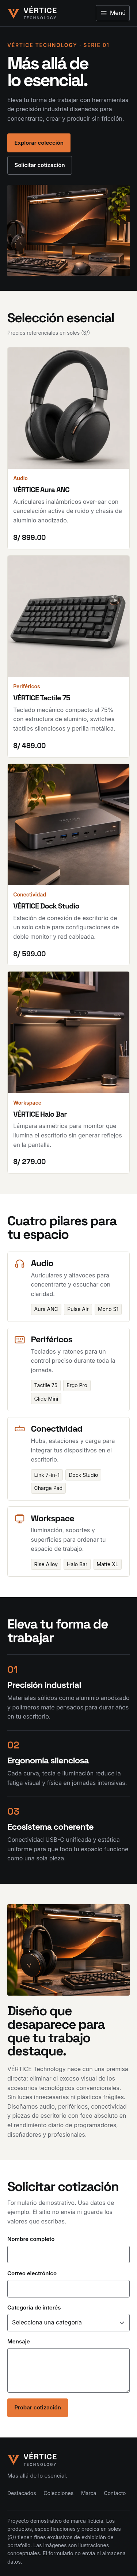 VÉRTICE
TECHNOLOGY
Menú
VÉRTICE TECHNOLOGY · SERIE 01
Más allá de
lo esencial.
Eleva tu forma de trabajar con herramientas
de precisión industrial diseñadas para
concentrarte, crear y producir sin fricción.
Explorar colección
Solicitar cotización
Selección esencial
Precios referenciales en soles (S/)
Audio
VÉRTICE Aura ANC
Auriculares inalámbricos over-ear con
cancelación activa de ruido y chasis de
aluminio anodizado.
S/ 899.00
Periféricos
VÉRTICE Tactile 75
Teclado mecánico compacto al 75%
con estructura de aluminio, switches
táctiles silenciosos y perilla metálica.
S/ 489.00
Conectividad
VÉRTICE Dock Studio
Estación de conexión de escritorio de
un solo cable para configuraciones de
doble monitor y red cableada.
S/ 599.00
Workspace
VÉRTICE Halo Bar
Lámpara asimétrica para monitor que
ilumina el escritorio sin generar reflejos
en la pantalla.
S/ 279.00
Cuatro pilares para
tu espacio
Audio
Auriculares y altavoces para
concentrarte y escuchar con
claridad.
Aura ANC
Pulse Air
Mono S1
Periféricos
Teclados y ratones para un
control preciso durante toda la
jornada.
Tactile 75
Ergo Pro
Glide Mini
Conectividad
Hubs, estaciones y carga para
integrar tus dispositivos en el
escritorio.
Link 7-in-1
Dock Studio
Charge Pad
Workspace
Iluminación, soportes y
superficies para definir tu
espacio de trabajo.
Rise Alloy
Halo Bar
Matte XL
Eleva tu forma de
trabajar
01
Precisión industrial
Materiales sólidos como aluminio anodizado
y polímeros mate pensados para durar años
en tu escritorio.
02
Ergonomía silenciosa
Cada curva, tecla e iluminación reduce la
fatiga visual y física en jornadas intensivas.
03
Ecosistema coherente
Conectividad USB-C unificada y estética
uniforme para que todo tu espacio funcione
como una sola pieza.
Diseño que
desaparece para
que tu trabajo
destaque.
VÉRTICE Technology nace con una premisa
directa: eliminar el exceso visual de los
accesorios tecnológicos convencionales.
Sin luces innecesarias ni plásticos frágiles.
Diseñamos audio, periféricos, conectividad
y piezas de escritorio con foco absoluto en
el rendimiento diario de programadores,
diseñadores y profesionales.
Solicitar cotización
Formulario demostrativo. Usa datos de
ejemplo. El sitio no envía ni guarda los
valores que escribas.
Nombre completo
Correo electrónico
Categoría de interés
Selecciona una categoría
Mensaje
Probar cotización
VÉRTICE
TECHNOLOGY
Más allá de lo esencial.
Destacados
Colecciones
Marca
Contacto
Proyecto demostrativo de marca ficticia. Los
productos, especificaciones y precios en soles
(S/) tienen fines exclusivos de exhibición de
portafolio. Las imágenes son ilustraciones
conceptuales. El formulario no envía ni almacena
datos.